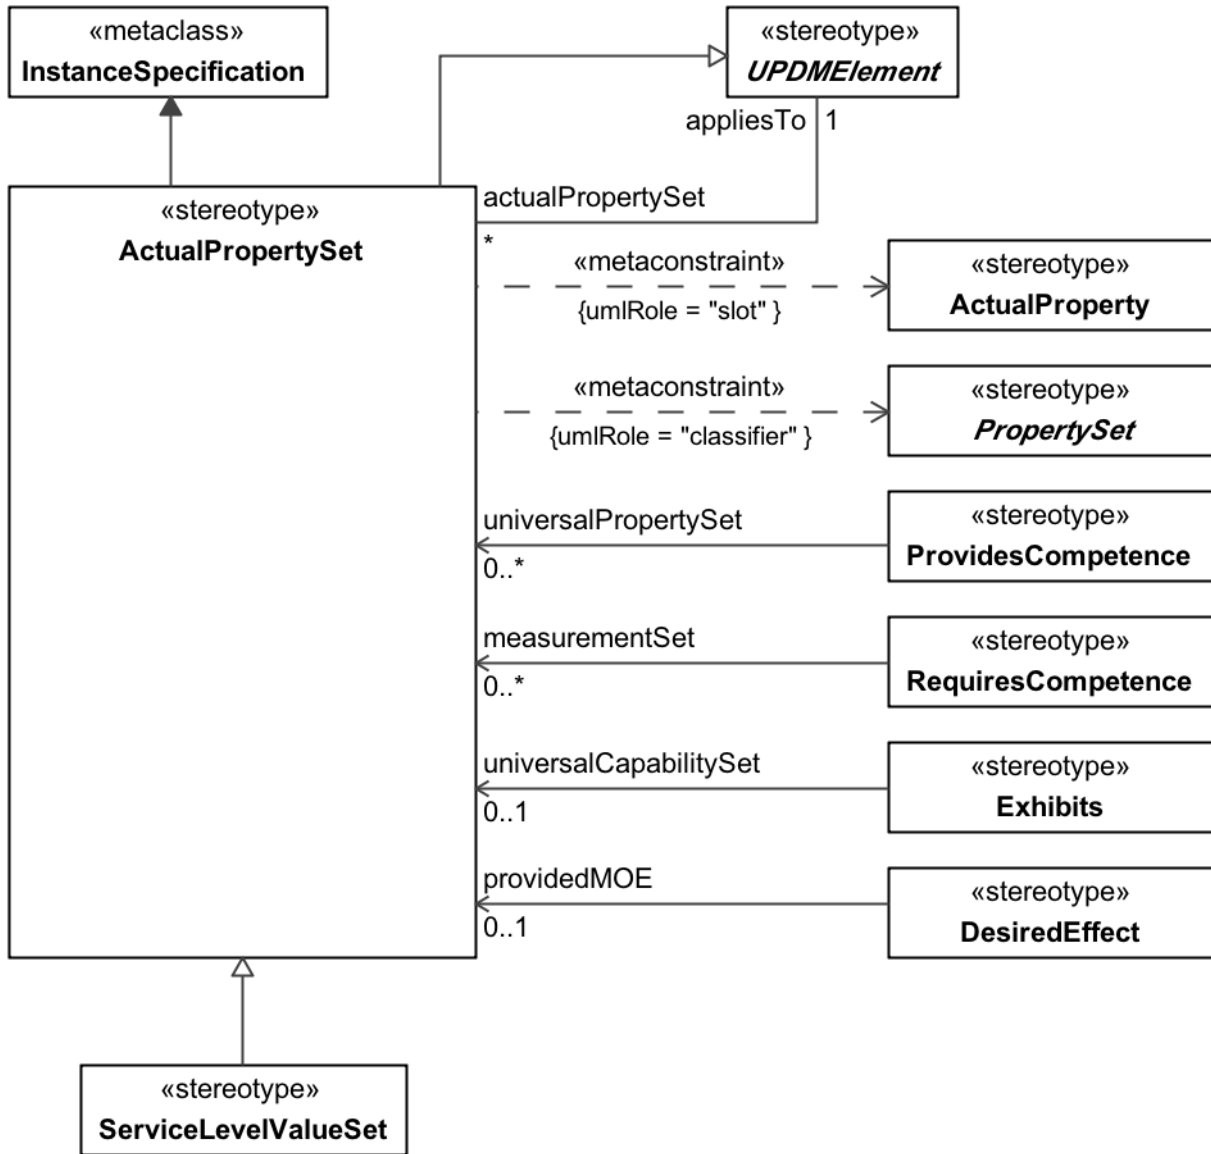 «metaclass»
InstanceSpecification
«stereotype»
UPDMElement
appliesTo 1
«stereotype»
ActualPropertySet
actualPropertySet
*
«metaconstraint»
{umlRole = "slot" }
«stereotype»
ActualProperty
«metaconstraint»
{umlRole = "classifier" }
«stereotype»
PropertySet
universalPropertySet
0..*
«stereotype»
ProvidesCompetence
measurementSet
0..*
«stereotype»
RequiresCompetence
universalCapabilitySet
0..1
«stereotype»
Exhibits
providedMOE
0..1
«stereotype»
DesiredEffect
«stereotype»
ServiceLevelValueSet